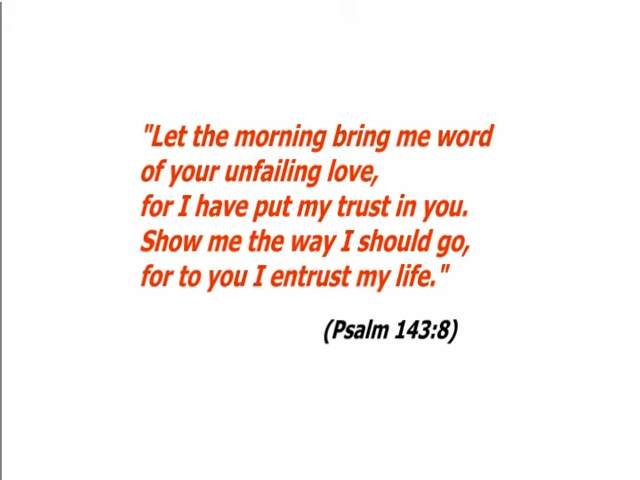 "Let the morning bring me word
of your unfailing love,
for I have put my trust in you.
Show me the way I should go,
for to you I entrust my life."
(Psalm 143:8)